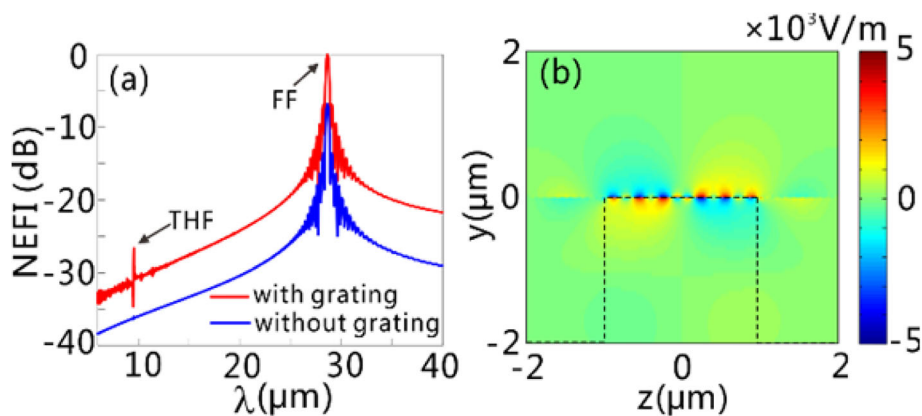 ×10³V/m
(a)
FF
THF
with grating
without grating
NEFI (dB)
0
-10
-20
-30
-40
10
20
30
40
λ(μm)
(b)
y(μm)
2
0
-2
-2
0
2
z(μm)
5
0
-5